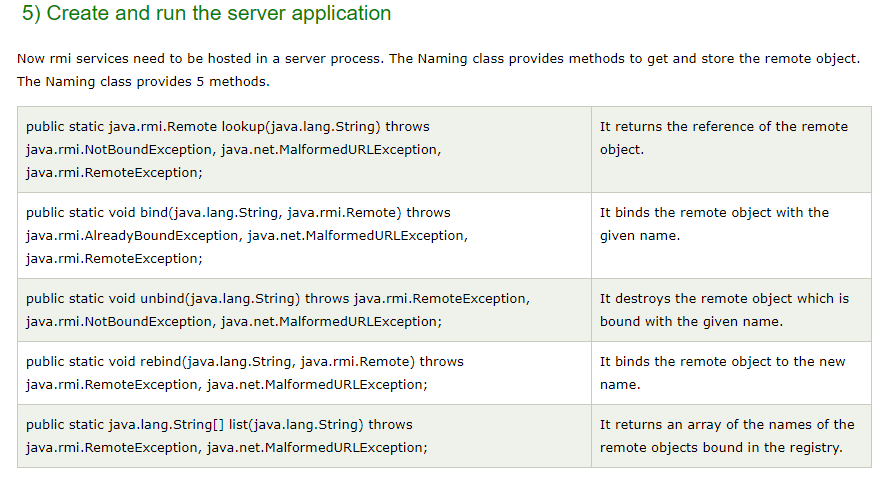 5) Create and run the server application
Now rmi services need to be hosted in a server process. The Naming class provides methods to get and store the remote object.
The Naming class provides 5 methods.
public static java.rmi.Remote lookup(java.lang.String) throws
java.rmi.NotBoundException, java.net.MalformedURLException,
java.rmi.RemoteException;
It returns the reference of the remote
object.
public static void bind(java.lang.String, java.rmi.Remote) throws
java.rmi.AlreadyBoundException, java.net.MalformedURLException,
java.rmi.RemoteException;
It binds the remote object with the
given name.
public static void unbind(java.lang.String) throws java.rmi.RemoteException,
java.rmi.NotBoundException, java.net.MalformedURLException;
It destroys the remote object which is
bound with the given name.
public static void rebind(java.lang.String, java.rmi.Remote) throws
java.rmi.RemoteException, java.net.MalformedURLException;
It binds the remote object to the new
name.
public static java.lang.String[] list(java.lang.String) throws
java.rmi.RemoteException, java.net.MalformedURLException;
It returns an array of the names of the
remote objects bound in the registry.